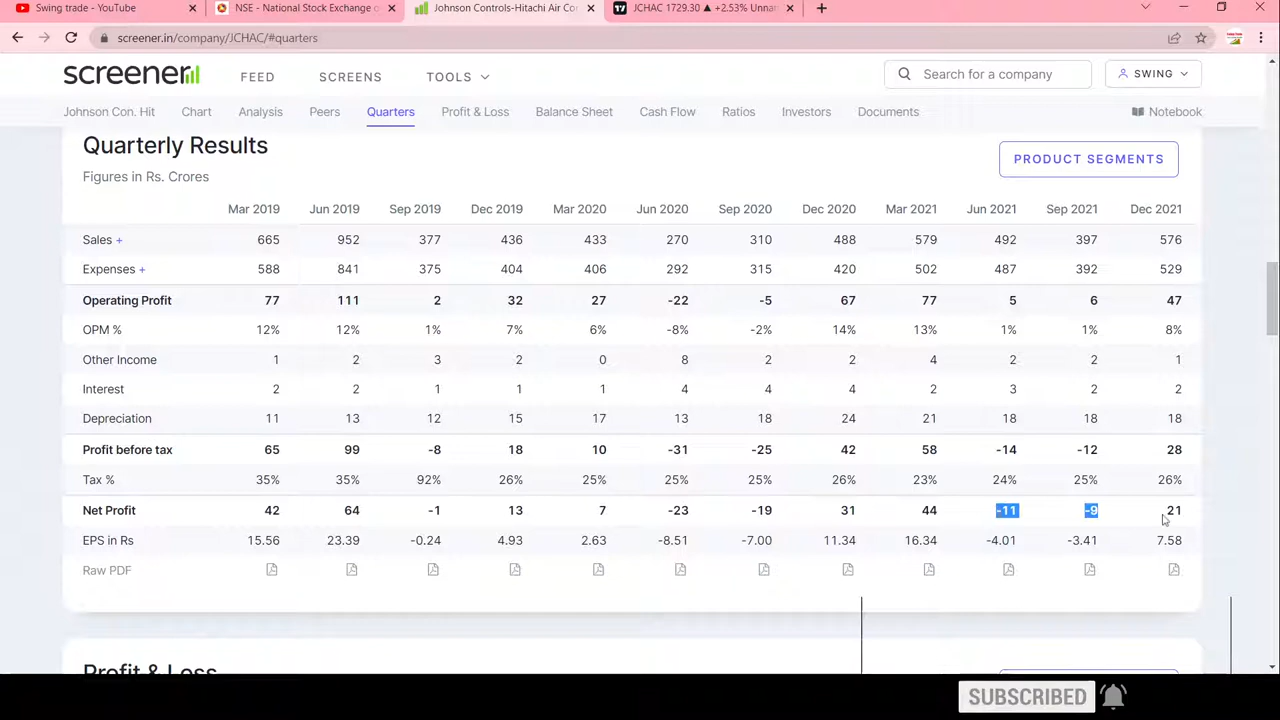 Swing trade - YouTube NSE - National Stock Exchange o Johnson Controls-Hitachi Air Co JCHAC 1729.30 ▲ +2.53% Unna
screener.in/company/JCHAC/#quarters
screener FEED SCREENS TOOLS Search for a company SWING
Johnson Con. Hit Chart Analysis Peers Quarters Profit & Loss Balance Sheet Cash Flow Ratios Investors Documents Notebook
Quarterly Results
PRODUCT SEGMENTS
Figures in Rs. Crores
Mar 2019 Jun 2019 Sep 2019 Dec 2019 Mar 2020 Jun 2020 Sep 2020 Dec 2020 Mar 2021 Jun 2021 Sep 2021 Dec 2021
Sales + 665 952 377 436 433 270 310 488 579 492 397 576
Expenses + 588 841 375 404 406 292 315 420 502 487 392 529
Operating Profit 77 111 2 32 27 -22 -5 67 77 5 6 47
OPM % 12% 12% 1% 7% 6% -8% -2% 14% 13% 1% 1% 8%
Other Income 1 2 3 2 0 8 2 2 4 2 2 1
Interest 2 2 1 1 1 4 4 4 2 3 2 2
Depreciation 11 13 12 15 17 13 18 24 21 18 18 18
Profit before tax 65 99 -8 18 10 -31 -25 42 58 -14 -12 28
Tax % 35% 35% 92% 26% 25% 25% 25% 26% 23% 24% 25% 26%
Net Profit 42 64 -1 13 7 -23 -19 31 44 -11 -9 21
EPS in Rs 15.56 23.39 -0.24 4.93 2.63 -8.51 -7.00 11.34 16.34 -4.01 -3.41 7.58
Raw PDF
Profit & Loss
SUBSCRIBED